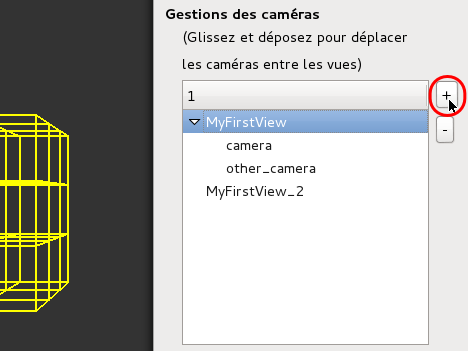 Gestions des caméras
(Glissez et déposez pour déplacer
les caméras entre les vues)
1
+
MyFirstView
-
camera
other_camera
MyFirstView_2